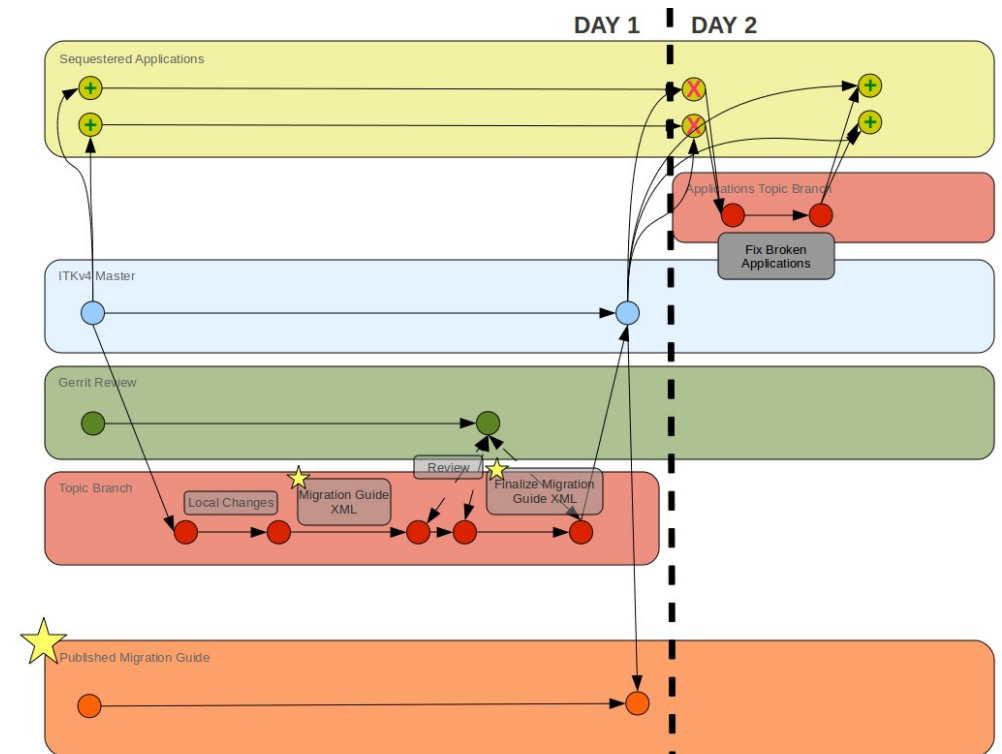 DAY 1
DAY 2
Sequestered Applications
Applications Topic Branch
Fix Broken
Applications
ITKv4 Master
Gerrit Review
Review
Topic Branch
Local Changes
Migration Guide
XML
Finalize Migration
Guide XML
Published Migration Guide